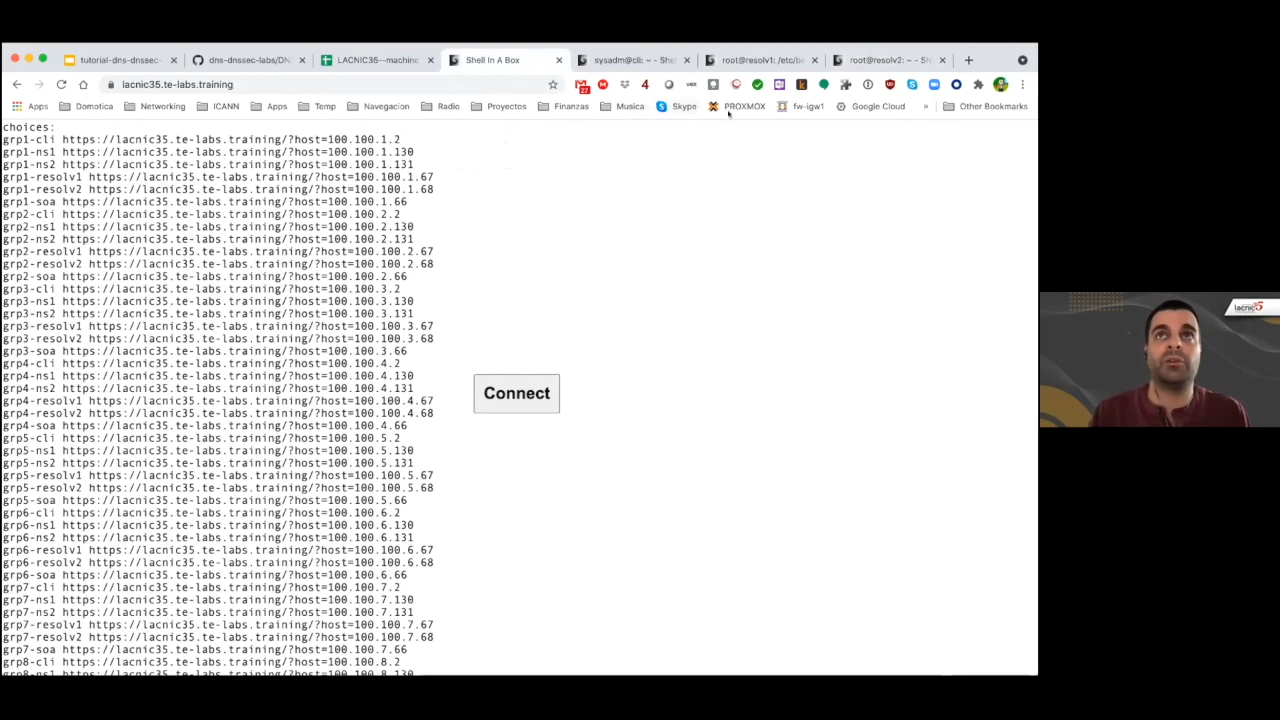 tutorial-dns-dnssec-
dns-dnssec-labs/DN
LACNIC35--machine
Shell In A Box
sysadm@cli: ~ - She
root@resolv1: /etc/be
root@resolv2: ~ - S
lacnic35.te-labs.training
27
vex
4
Apps
Domotica
Networking
ICANN
Apps
Temp
Navegacion
Radio
Proyectos
Finanzas
Musica
Skype
PROXMOX
fw-igw1
Google Cloud
»
Other Bookmarks
choices:
grp1-cli https://lacnic35.te-labs.training/?host=100.100.1.2
grp1-ns1 https://lacnic35.te-labs.training/?host=100.100.1.130
grp1-ns2 https://lacnic35.te-labs.training/?host=100.100.1.131
grp1-resolv1 https://lacnic35.te-labs.training/?host=100.100.1.67
grp1-resolv2 https://lacnic35.te-labs.training/?host=100.100.1.68
grp1-soa https://lacnic35.te-labs.training/?host=100.100.1.66
grp2-cli https://lacnic35.te-labs.training/?host=100.100.2.2
grp2-ns1 https://lacnic35.te-labs.training/?host=100.100.2.130
grp2-ns2 https://lacnic35.te-labs.training/?host=100.100.2.131
grp2-resolv1 https://lacnic35.te-labs.training/?host=100.100.2.67
grp2-resolv2 https://lacnic35.te-labs.training/?host=100.100.2.68
grp2-soa https://lacnic35.te-labs.training/?host=100.100.2.66
grp3-cli https://lacnic35.te-labs.training/?host=100.100.3.2
grp3-ns1 https://lacnic35.te-labs.training/?host=100.100.3.130
grp3-ns2 https://lacnic35.te-labs.training/?host=100.100.3.131
grp3-resolv1 https://lacnic35.te-labs.training/?host=100.100.3.67
grp3-resolv2 https://lacnic35.te-labs.training/?host=100.100.3.68
grp3-soa https://lacnic35.te-labs.training/?host=100.100.3.66
grp4-cli https://lacnic35.te-labs.training/?host=100.100.4.2
grp4-ns1 https://lacnic35.te-labs.training/?host=100.100.4.130
grp4-ns2 https://lacnic35.te-labs.training/?host=100.100.4.131
grp4-resolv1 https://lacnic35.te-labs.training/?host=100.100.4.67
grp4-resolv2 https://lacnic35.te-labs.training/?host=100.100.4.68
grp4-soa https://lacnic35.te-labs.training/?host=100.100.4.66
grp5-cli https://lacnic35.te-labs.training/?host=100.100.5.2
grp5-ns1 https://lacnic35.te-labs.training/?host=100.100.5.130
grp5-ns2 https://lacnic35.te-labs.training/?host=100.100.5.131
grp5-resolv1 https://lacnic35.te-labs.training/?host=100.100.5.67
grp5-resolv2 https://lacnic35.te-labs.training/?host=100.100.5.68
grp5-soa https://lacnic35.te-labs.training/?host=100.100.5.66
grp6-cli https://lacnic35.te-labs.training/?host=100.100.6.2
grp6-ns1 https://lacnic35.te-labs.training/?host=100.100.6.130
grp6-ns2 https://lacnic35.te-labs.training/?host=100.100.6.131
grp6-resolv1 https://lacnic35.te-labs.training/?host=100.100.6.67
grp6-resolv2 https://lacnic35.te-labs.training/?host=100.100.6.68
grp6-soa https://lacnic35.te-labs.training/?host=100.100.6.66
grp7-cli https://lacnic35.te-labs.training/?host=100.100.7.2
grp7-ns1 https://lacnic35.te-labs.training/?host=100.100.7.130
grp7-ns2 https://lacnic35.te-labs.training/?host=100.100.7.131
grp7-resolv1 https://lacnic35.te-labs.training/?host=100.100.7.67
grp7-resolv2 https://lacnic35.te-labs.training/?host=100.100.7.68
grp7-soa https://lacnic35.te-labs.training/?host=100.100.7.66
grp8-cli https://lacnic35.te-labs.training/?host=100.100.8.2
grp8-ns1 https://lacnic35.te-labs.training/?host=100.100.8.130
Connect
lacnic35